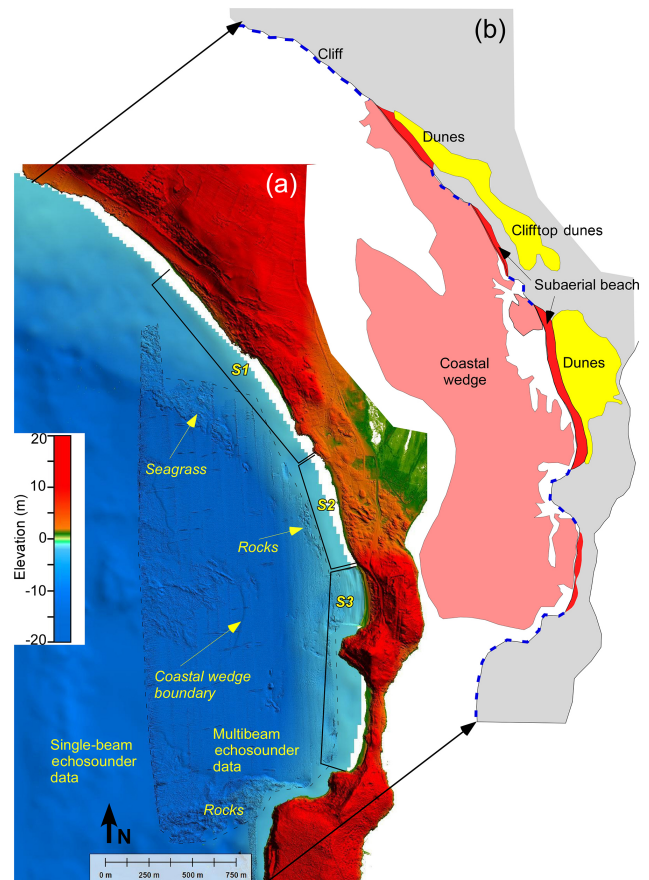 (b)
Cliff
Dunes
Clifftop dunes
Subaerial beach
Coastal
wedge
Dunes
(a)
S1
Seagrass
S2
Rocks
S3
Coastal wedge
boundary
Single-beam
echosounder
data
Multibeam
echosounder
data
Rocks
N
Elevation (m)
20
10
0
-10
-20
0 m 250 m 500 m 750 m